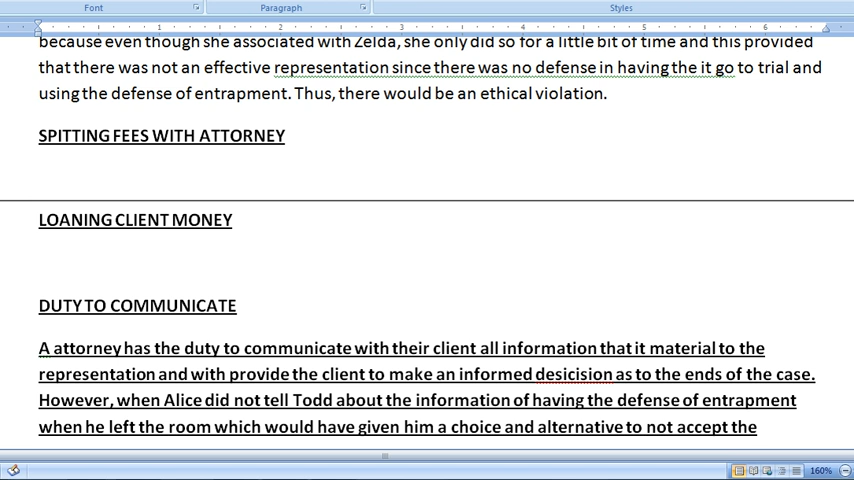 Font Paragraph Styles
1 2 3 4 5 6
because even though she associated with Zelda, she only did so for a little bit of time and this provided
that there was not an effective representation since there was no defense in having the it go to trial and
using the defense of entrapment. Thus, there would be an ethical violation.
SPITTING FEES WITH ATTORNEY
LOANING CLIENT MONEY
DUTY TO COMMUNICATE
A attorney has the duty to communicate with their client all information that it material to the
representation and with provide the client to make an informed desicision as to the ends of the case.
However, when Alice did not tell Todd about the information of having the defense of entrapment
when he left the room which would have given him a choice and alternative to not accept the
160%